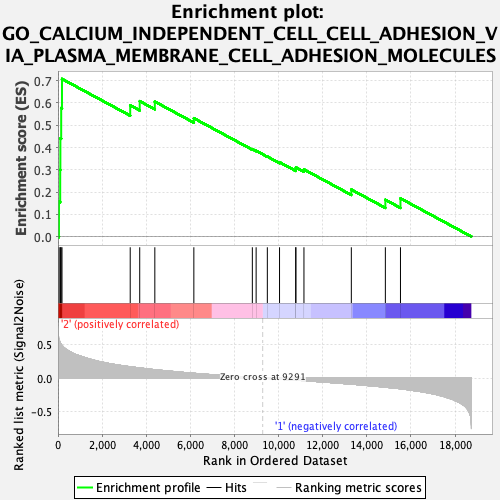 Enrichment plot:
GO_CALCIUM_INDEPENDENT_CELL_CELL_ADHESION_V
IA_PLASMA_MEMBRANE_CELL_ADHESION_MOLECULES
Enrichment score (ES)
0.7
0.6
0.5
0.4
0.3
0.2
0.1
0.0
'2' (positively correlated)
Ranked list metric (Signal2Noise)
0.5
0.0
-0.5
Zero cross at 9291
'1' (negatively correlated)
0 2,000 4,000 6,000 8,000 10,000 12,000 14,000 16,000 18,000
Rank in Ordered Dataset
Enrichment profile Hits Ranking metric scores